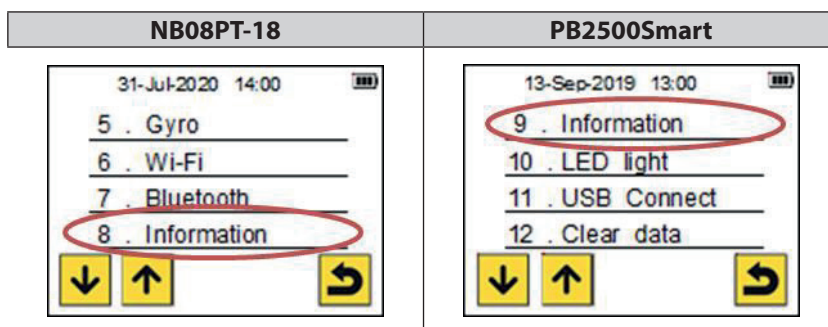 NB08PT-18
PB2500Smart
31-Jul-2020 14:00
5 . Gyro
6 . Wi-Fi
7 . Bluetooth
8 . Information
13-Sep-2019 13:00
9 . Information
10 . LED light
11 . USB Connect
12 . Clear data